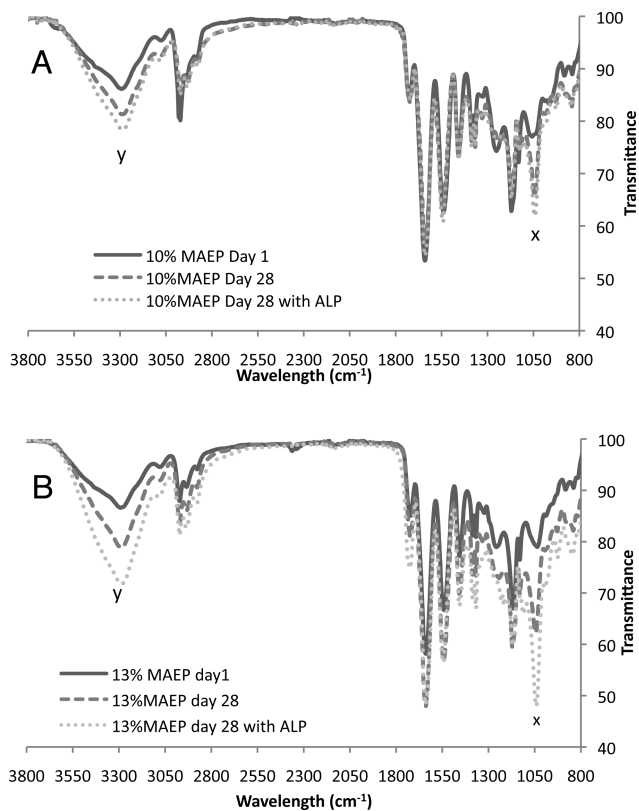 100
A
90
80
y
70
Transmittance
x
60
10% MAEP Day 1
10%MAEP Day 28
50
10%MAEP Day 28 with ALP
40
3800 3550 3300 3050 2800 2550 2300 2050 1800 1550 1300 1050 800
Wavelength (cm-1)
100
B
90
80
y
70
Transmittance
60
13% MAEP day1
13%MAEP day 28
50
x
13%MAEP day 28 with ALP
40
3800 3550 3300 3050 2800 2550 2300 2050 1800 1550 1300 1050 800
Wavelength (cm-1)